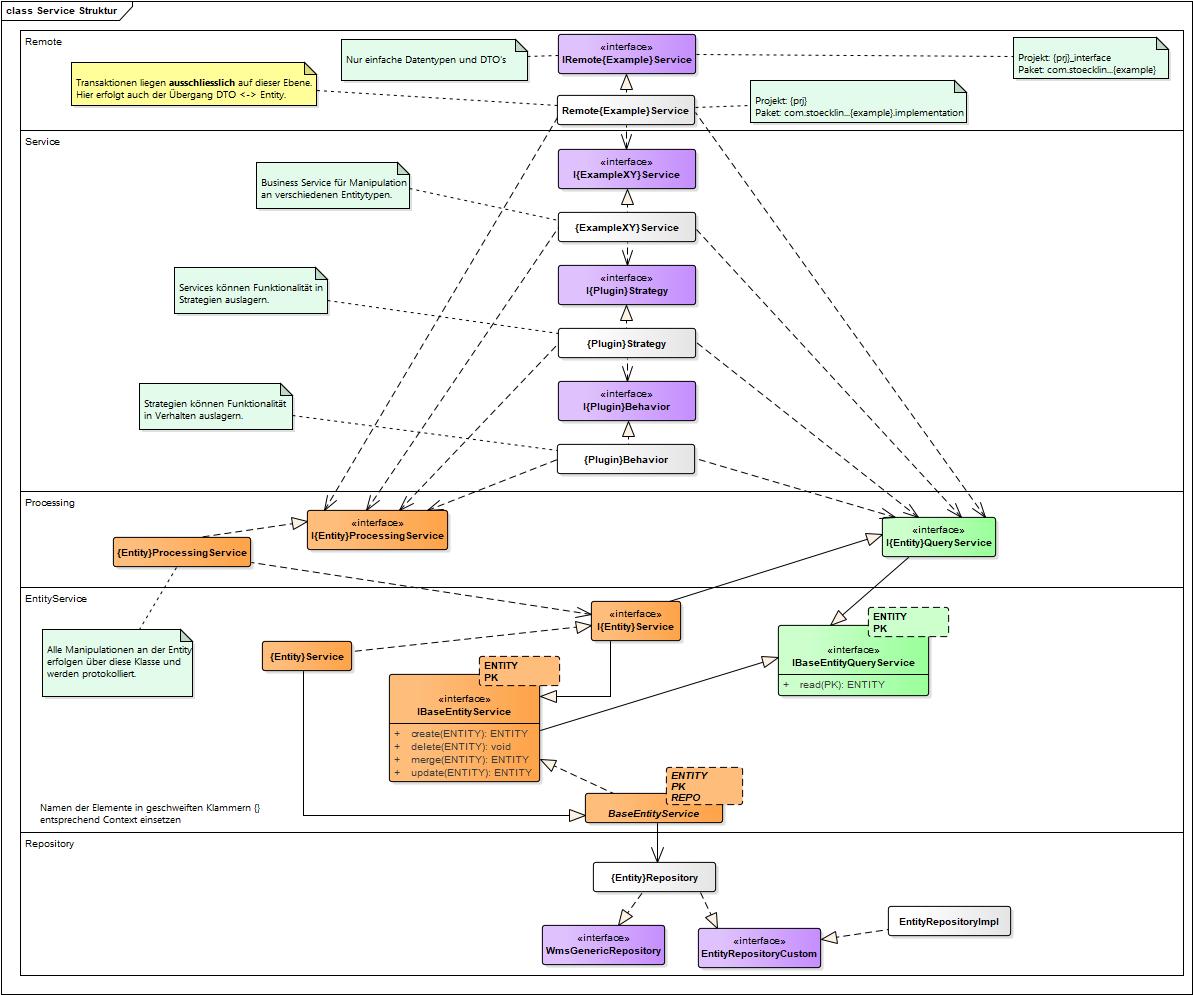 class Service Struktur
Remote
Nur einfache Datentypen und DTO's
«interface»
IRemote{Example}Service
Projekt: {prj}_interface
Paket: com.stoecklin...{example}
Transaktionen liegen ausschliesslich auf dieser Ebene.
Hier erfolgt auch der Übergang DTO <-> Entity.
Remote{Example}Service
Projekt: {prj}
Paket: com.stoecklin...{example}.implementation
Service
«interface»
I{ExampleXY}Service
Business Service für Manipulation
an verschiedenen Entitytypen.
{ExampleXY}Service
«interface»
I{Plugin}Strategy
Services können Funktionalität in
Strategien auslagern.
{Plugin}Strategy
«interface»
I{Plugin}Behavior
Strategien können Funktionalität
in Verhalten auslagern.
{Plugin}Behavior
Processing
«interface»
I{Entity}ProcessingService
«interface»
I{Entity}QueryService
{Entity}ProcessingService
EntityService
«interface»
I{Entity}Service
ENTITY
PK
«interface»
IBaseEntityQueryService
+ read(PK): ENTITY
Alle Manipulationen an der Entity
erfolgen über diese Klasse und
werden protokolliert.
{Entity}Service
ENTITY
PK
«interface»
IBaseEntityService
+ create(ENTITY): ENTITY
+ delete(ENTITY): void
+ merge(ENTITY): ENTITY
+ update(ENTITY): ENTITY
ENTITY
PK
REPO
BaseEntityService
Namen der Elemente in geschweiften Klammern {}
entsprechend Context einsetzen
Repository
{Entity}Repository
«interface»
WmsGenericRepository
«interface»
EntityRepositoryCustom
EntityRepositoryImpl